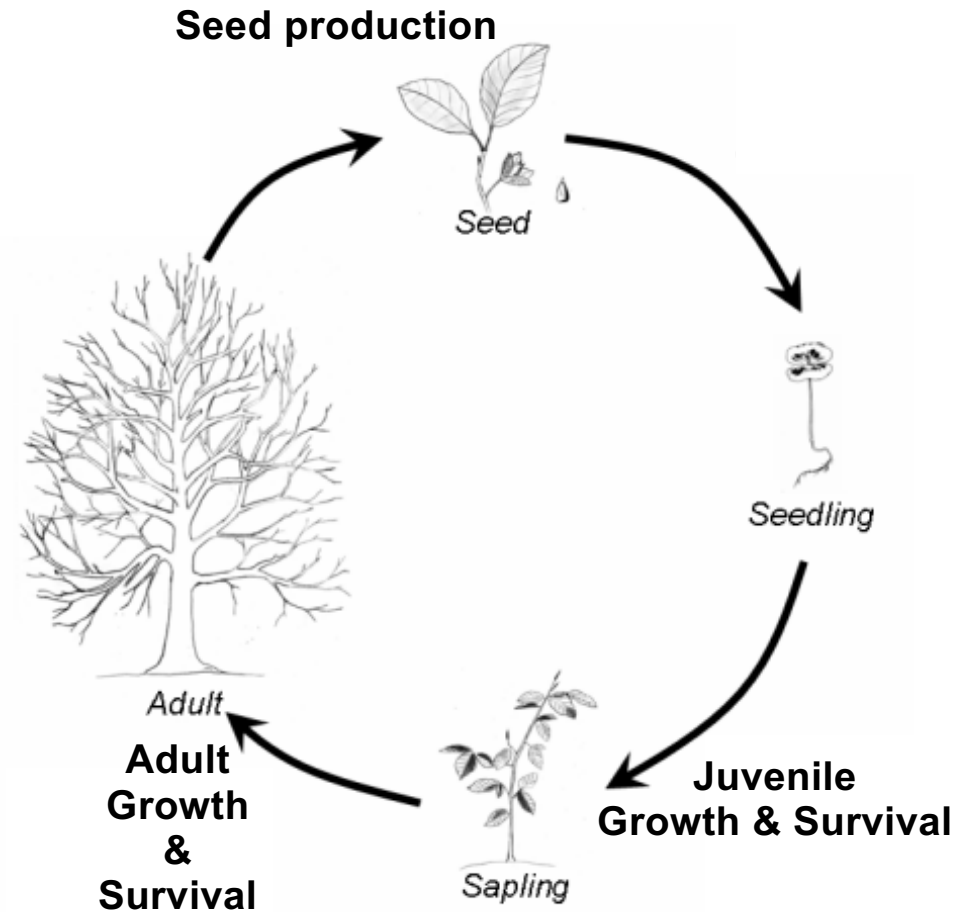 Seed production
Seed
Seedling
Adult
Adult
Growth
&
Survival
Juvenile
Growth & Survival
Sapling